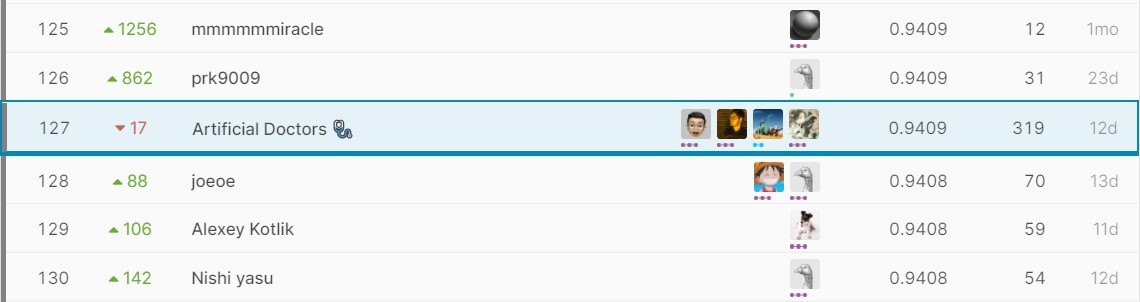 125 1256 mmmmmmiracle 0.9409 12 1mo
126 862 prk9009 0.9409 31 23d
127 17 Artificial Doctors 🩺 0.9409 319 12d
128 88 joeoe 0.9408 70 13d
129 106 Alexey Kotlik 0.9408 59 11d
130 142 Nishi yasu 0.9408 54 12d